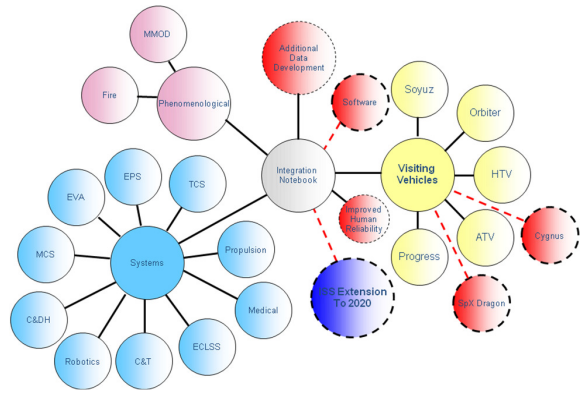 MMOD
Fire
Phenomenological
Additional
Data
Development
Software
Soyuz
Orbiter
Integration
Notebook
Visiting
Vehicles
HTV
EPS
TCS
EVA
Improved
Human
Reliability
ATV
Cygnus
MCS
Systems
Propulsion
Progress
SS Extension
To 2020
SpX Dragon
C&DH
Medical
Robotics
C&T
ECLSS